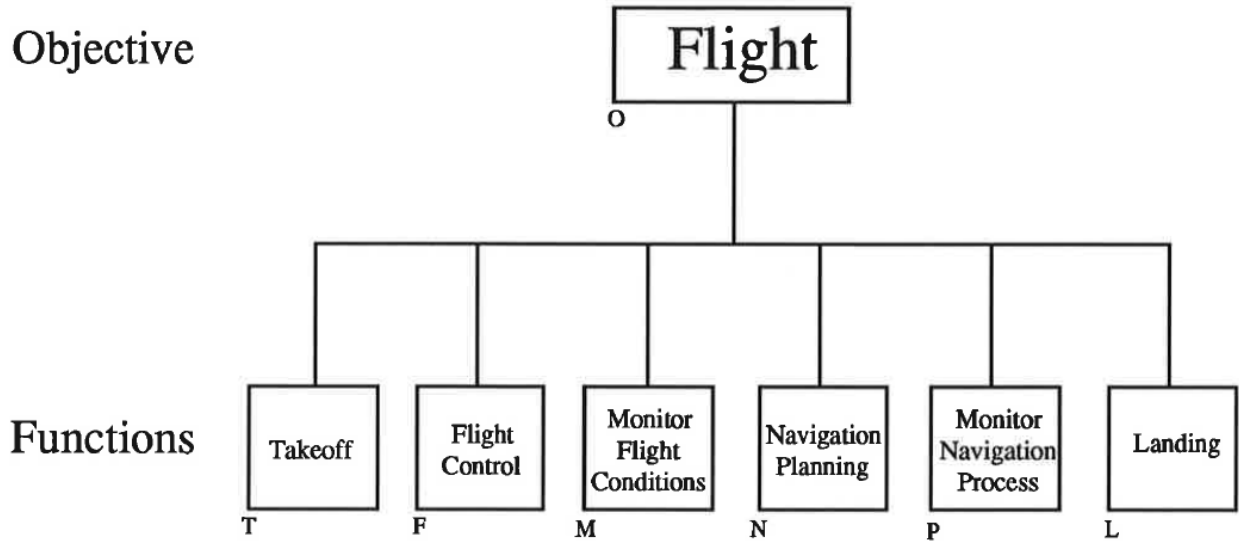 Objective
Flight
O
Functions
Takeoff
Flight
Control
Monitor
Flight
Conditions
Navigation
Planning
Monitor
Navigation
Process
Landing
T
F
M
N
P
L